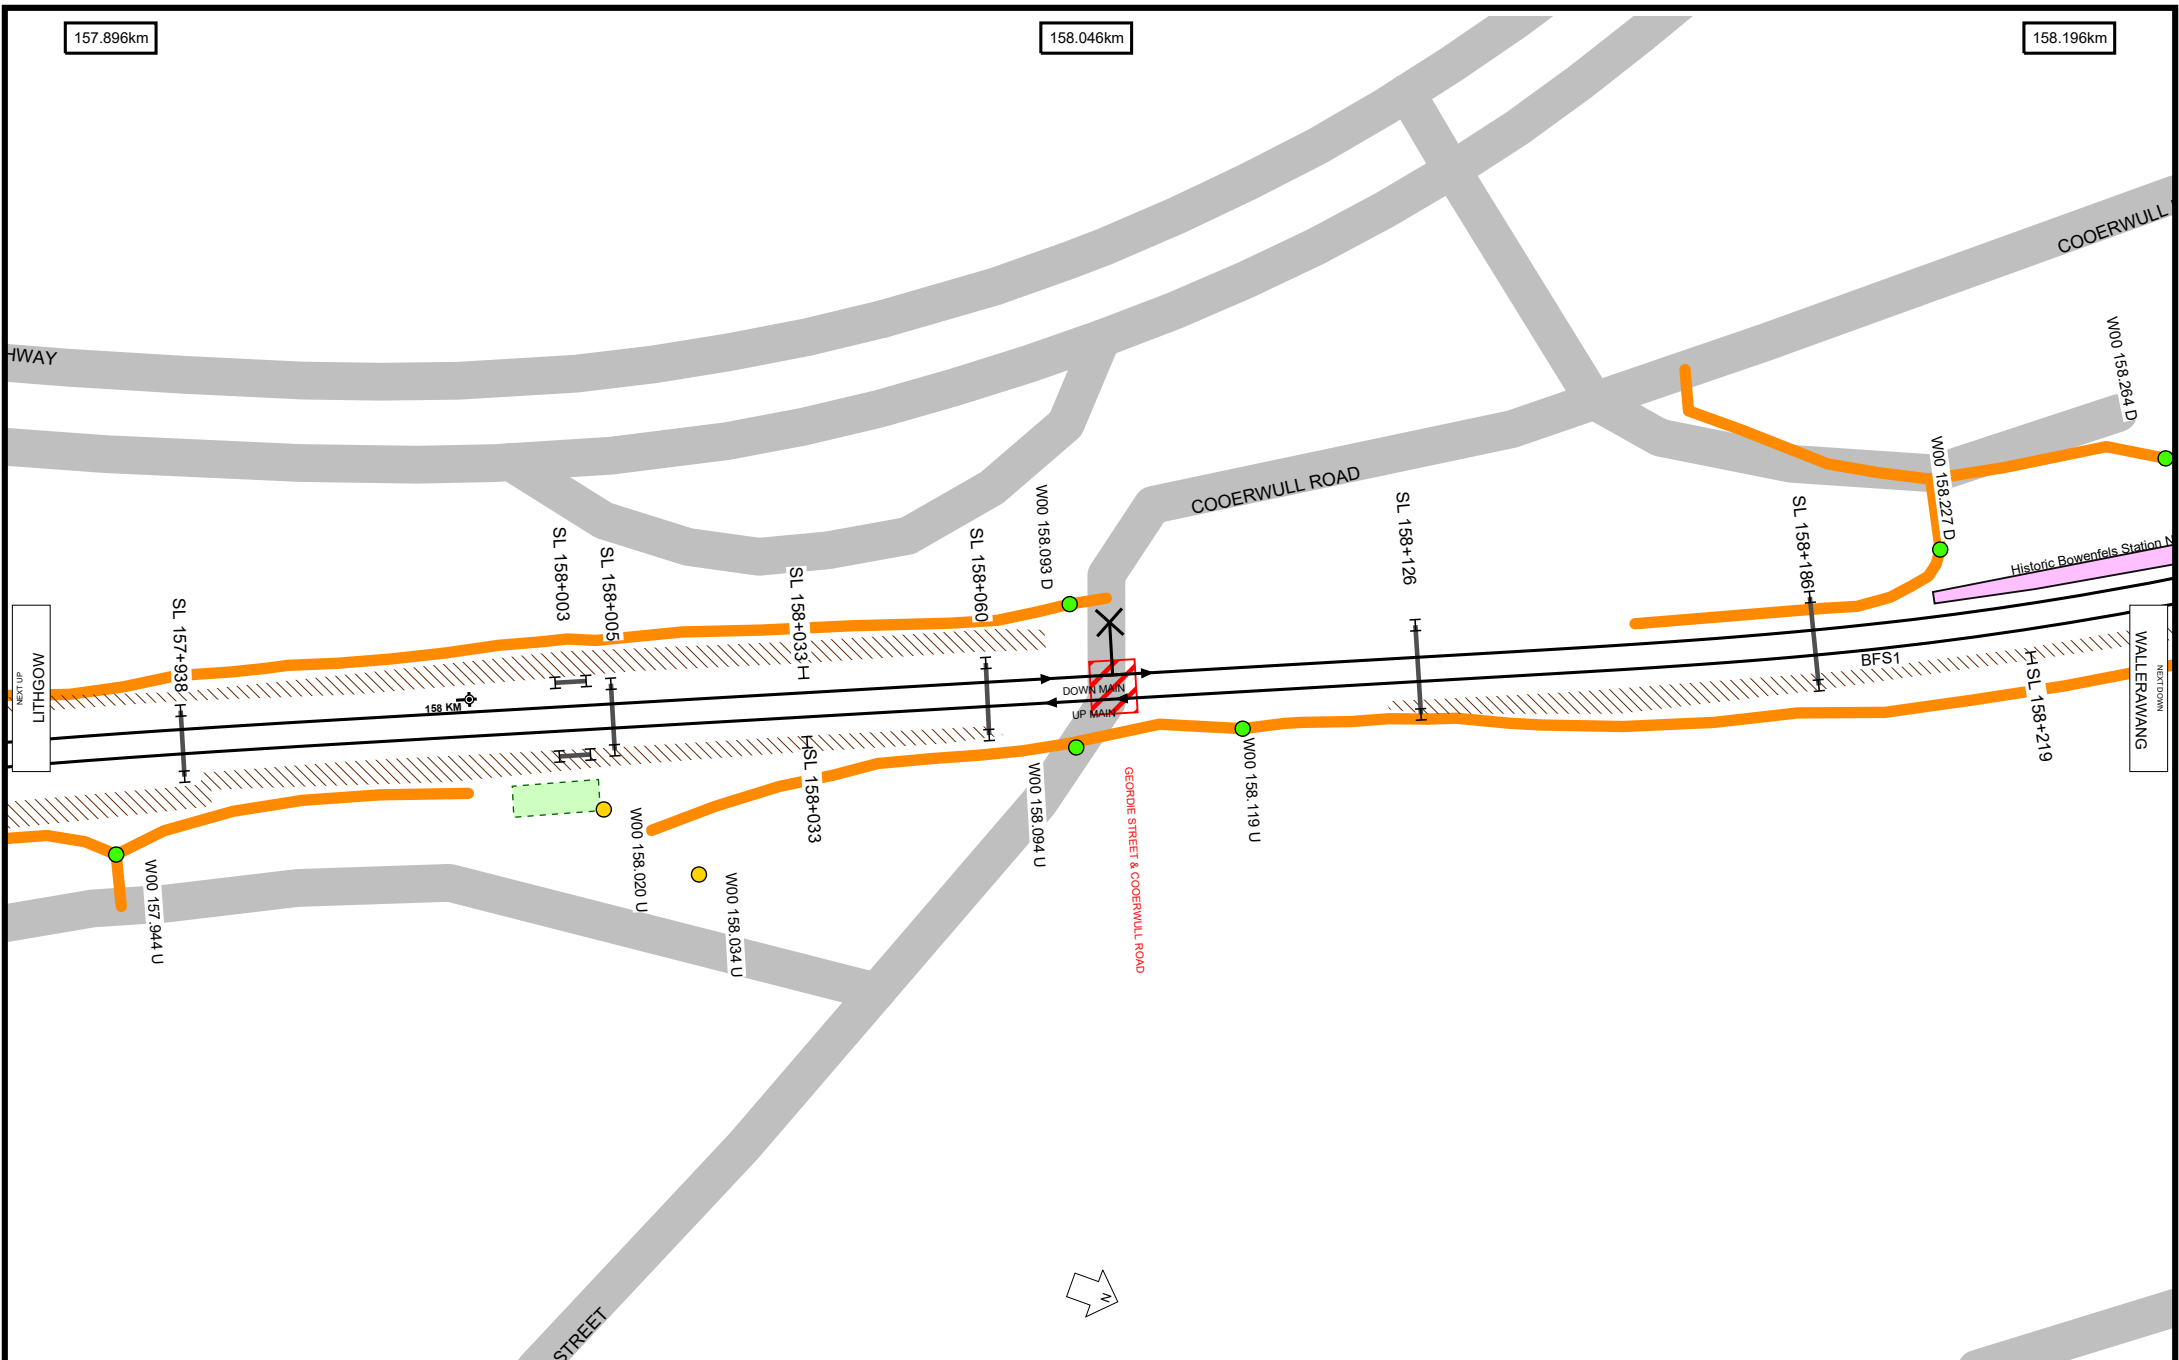 157.896km
158.046km
158.196km
HWAY
COOERWULL
COOERWULL ROAD
W00 158.264 D
W00 158.227 D
Historic Bowenfels Station N
SL 157+938
SL 158+003
SL 158+005
SL 158+033
SL 158+060
W00 158.093 D
SL 158+126
SL 158+186
NEXT UP
LITHGOW
158 KM
DOWN MAIN
UP MAIN
BFS1
WALLERAWANG
NEXT DOWN
SL 158+033
SL 158+219
W00 157.944 U
W00 158.020 U
W00 158.034 U
W00 158.094 U
W00 158.119 U
GEORDIE STREET & COOERWULL ROAD
N
STREET